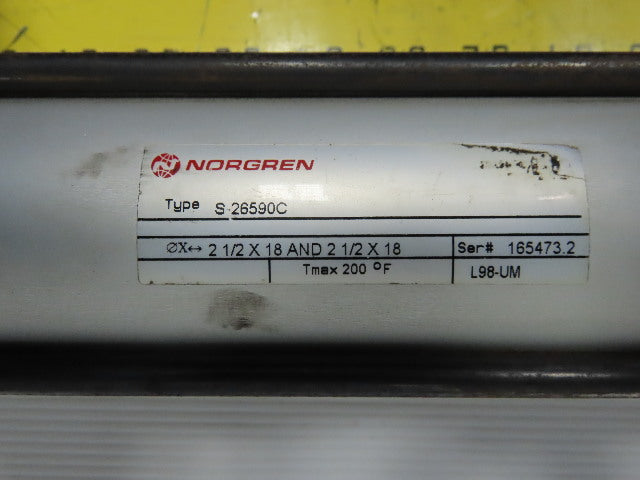 NORGREN
Type S-26590C
∅X↔ 2 1/2 X 18 AND 2 1/2 X 18 Ser# 165473.2
Tmax 200 °F L98-UM